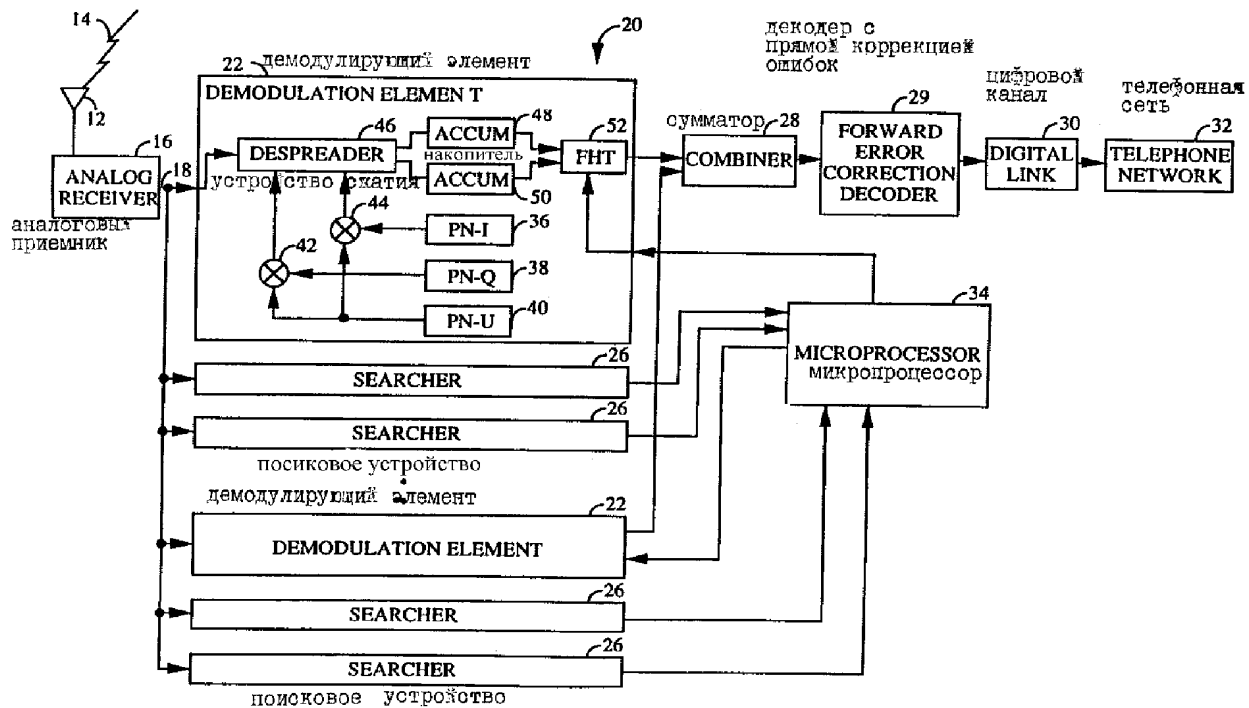 14
12
16
ANALOG
RECEIVER
18
аналоговый
приемник
20
22
демодулирующий элемент
DEMODULATION ELEMEN T
46
DESPREADER
устройство сжатия
48
ACCUM
накопитель
ACCUM
50
52
FHT
44
42
PN-I
36
PN-Q
38
PN-U
40
сумматор
28
COMBINER
декодер с
прямой коррекцией
ошибок
29
FORWARD
ERROR
CORRECTION
DECODER
цифровой
канал
30
DIGITAL
LINK
телефонная
сеть
32
TELEPHONE
NETWORK
34
MICROPROCESSOR
микропроцессор
26
SEARCHER
26
SEARCHER
посиковое устройство
демодулирующий элемент
22
DEMODULATION ELEMENT
26
SEARCHER
26
SEARCHER
поисковое устройство